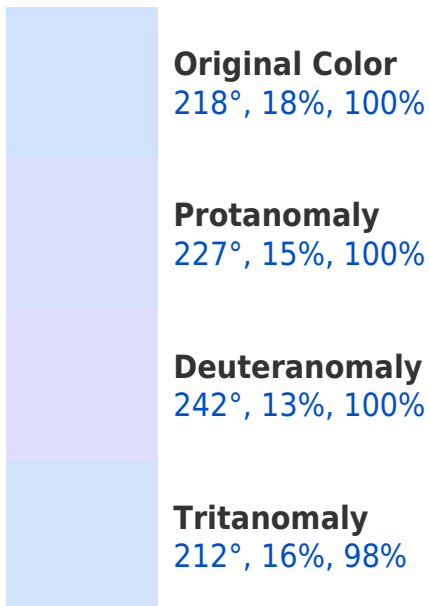 Original Color
218°, 18%, 100%
Protanomaly
227°, 15%, 100%
Deuteranomaly
242°, 13%, 100%
Tritanomaly
212°, 16%, 98%